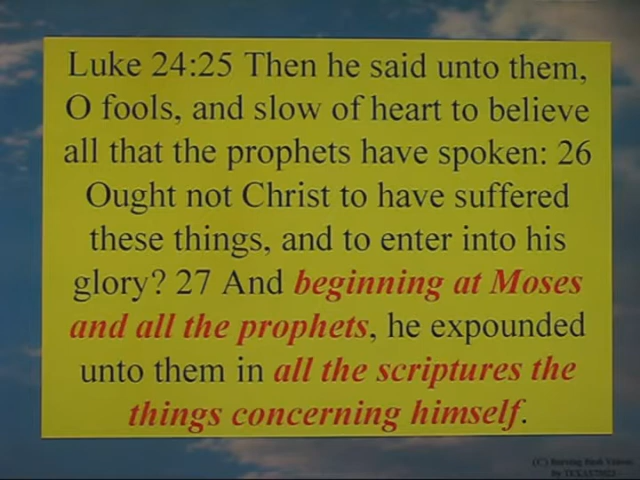 Luke 24:25 Then he said unto them,
O fools, and slow of heart to believe
all that the prophets have spoken: 26
Ought not Christ to have suffered
these things, and to enter into his
glory? 27 And beginning at Moses
and all the prophets, he expounded
unto them in all the scriptures the
things concerning himself.